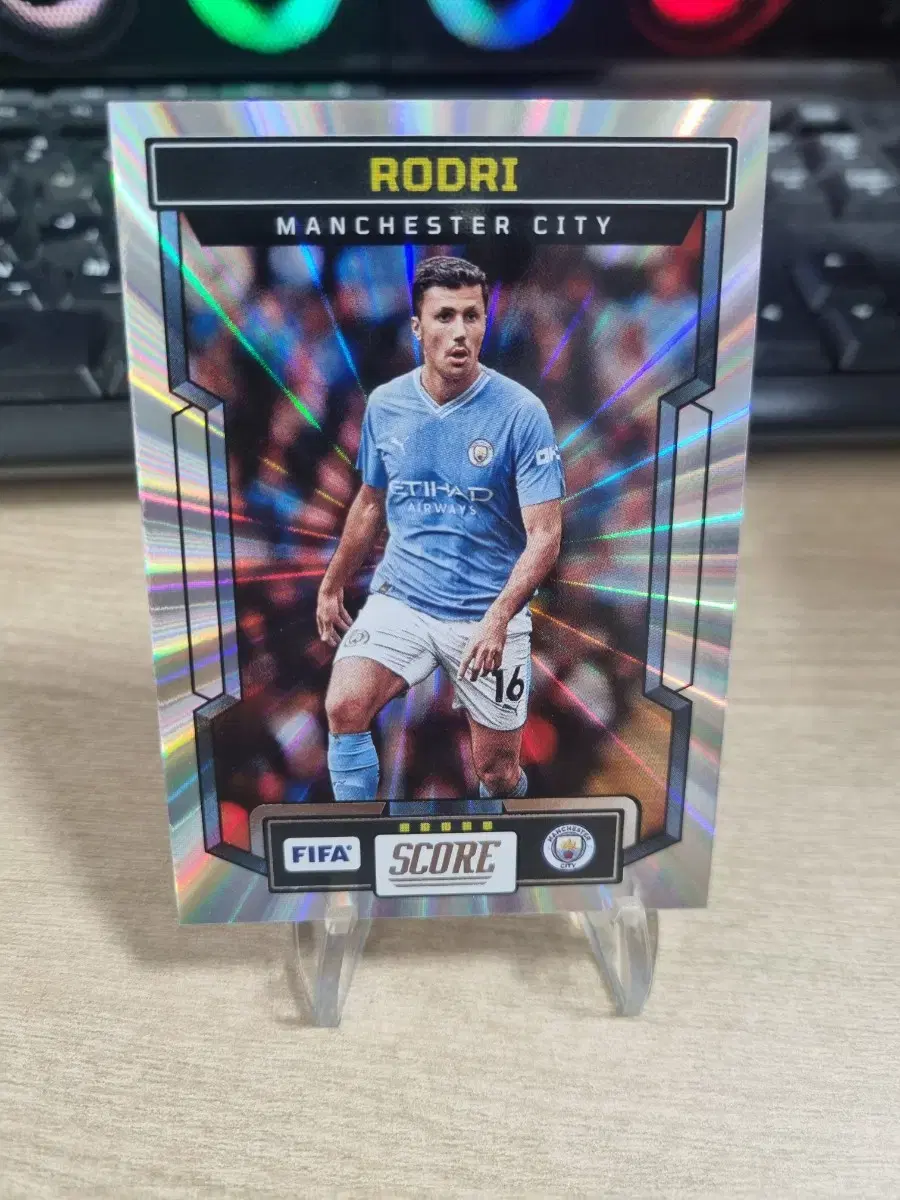 RODRI
MANCHESTER CITY
ETIHAD
AIRWAYS
16
FIFA
SCORE
MANCHESTER
CITY